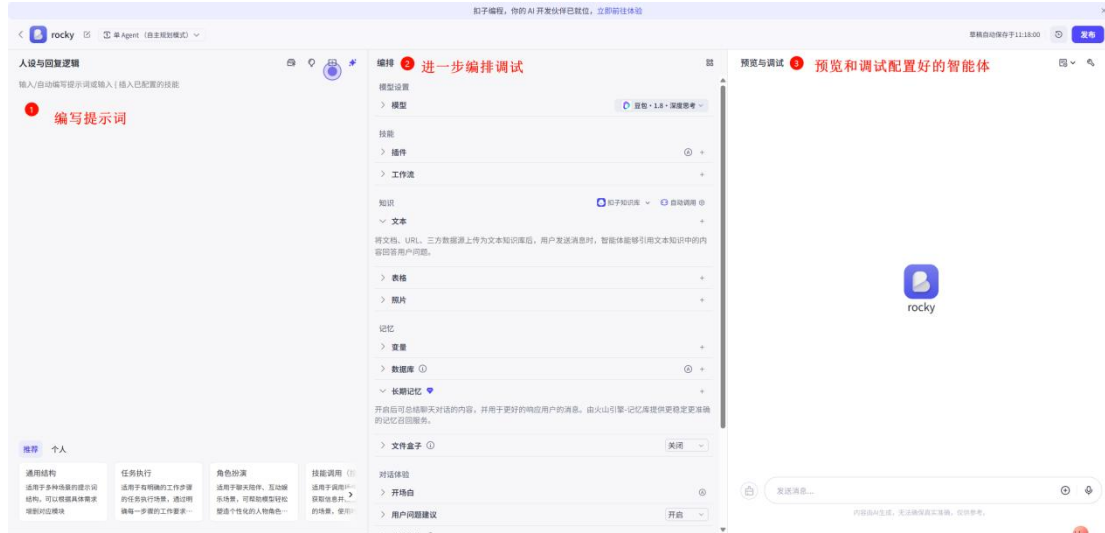 扣子编程，你的 AI 开发伙伴已就位，立即前往体验
rocky
单 Agent（自主规划模式）
草稿自动保存于11:18:00
发布
人设与回复逻辑
输入/自动编写提示词或输入 { 插入已配置的技能
1
编写提示词
推荐 个人
通用结构
适用于多种场景的提示词
结构，可以根据具体需求
增删对应模块
任务执行
适用于有明确的工作步骤
的任务执行场景，通过明
确每一步骤的工作要求…
角色扮演
适用于聊天陪伴、互动娱
乐场景，可帮助模型轻松
塑造个性化的人物角色…
技能调用
获取信息并
的场景，使用
编排 2 进一步编排调试
模型设置
模型
豆包・1.8・深度思考
技能
插件
工作流
知识
扣子知识库
自动调用
文本
将文档、URL、三方数据源上传为文本知识库后，用户发送消息时，智能体能够引用文本知识中的内
容回答用户问题。
表格
照片
记忆
变量
数据库
长期记忆
开启后可总结聊天对话的内容，并用于更好的响应用户的消息。由火山引擎-记忆库提供更稳定更准确
的记忆召回服务。
文件盒子
关闭
对话体验
开场白
用户问题建议
开启
预览与调试 3 预览和调试配置好的智能体
rocky
发送消息...
内容由AI生成，无法确保真实准确，仅供参考。